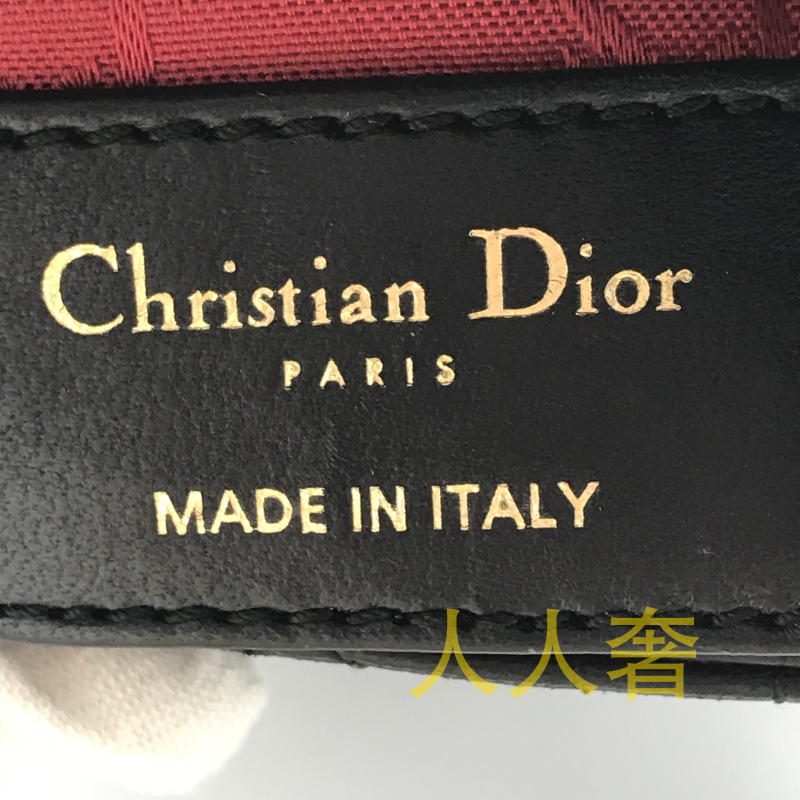 Christian Dior
PARIS
MADE IN ITALY
人人奢